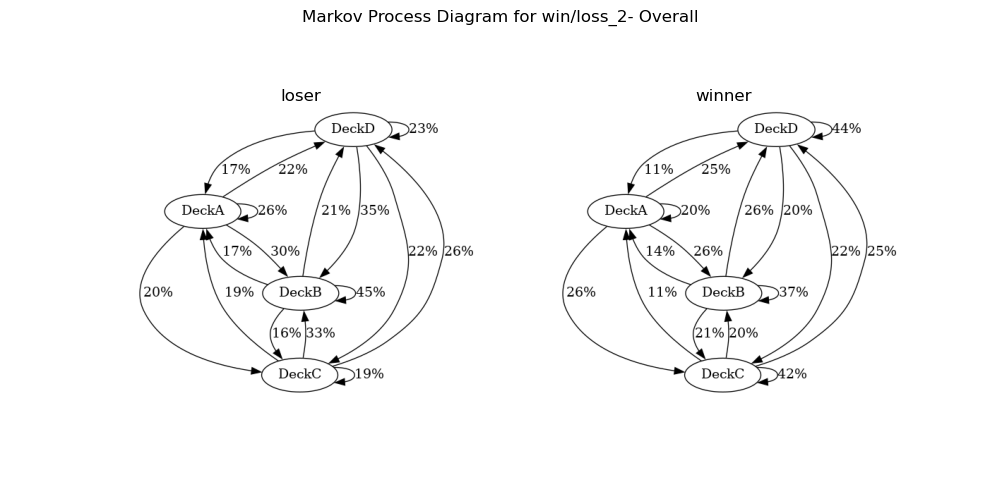 Markov Process Diagram for win/loss_2- Overall
loser
DeckD
23%
17%
22%
DeckA
26%
21%
35%
17%
30%
22%
26%
20%
19%
DeckB
45%
16%
33%
DeckC
19%
winner
DeckD
44%
11%
25%
DeckA
20%
26%
20%
14%
26%
22%
25%
26%
11%
DeckB
37%
21%
20%
DeckC
42%